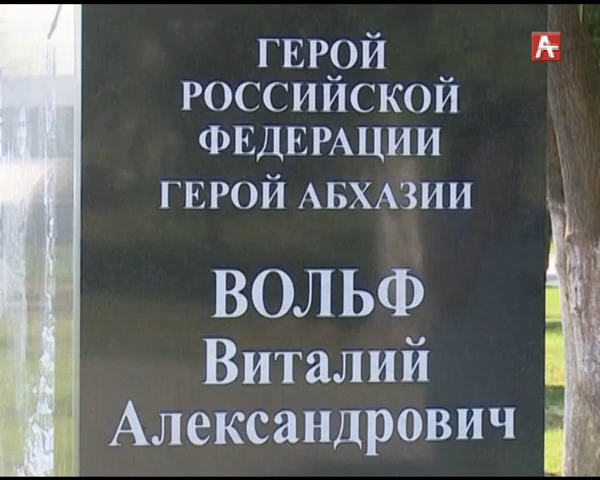 ГЕРОЙ
РОССИЙСКОЙ
ФЕДЕРАЦИИ
ГЕРОЙ АБХАЗИИ
ВОЛЬФ
Виталий
Александрович